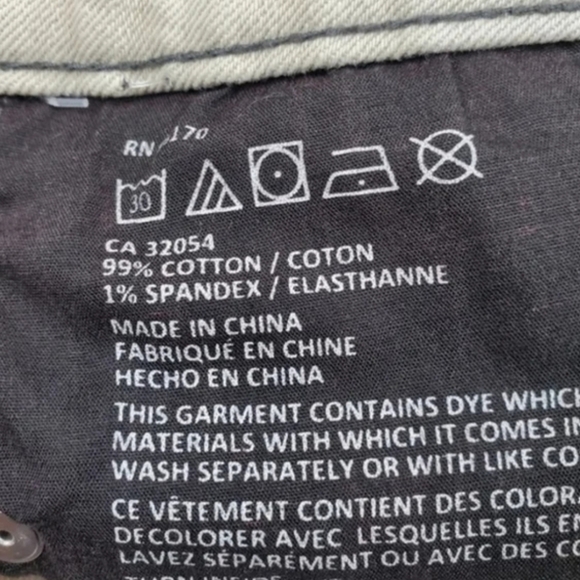 RN
30
CA 32054
99% COTTON / COTON
1% SPANDEX / ELASTHANNE
MADE IN CHINA
FABRIQUÉ EN CHINE
HECHO EN CHINA
THIS GARMENT CONTAINS DYE WHICH
MATERIALS WITH WHICH IT COMES IN
WASH SEPARATELY OR WITH LIKE CO
CE VÊTEMENT CONTIENT DES COLOR
DECOLORER AVEC LESQUELLES ILS E
LAVEZ SÉPARÉMENT OU AVEC DES CO